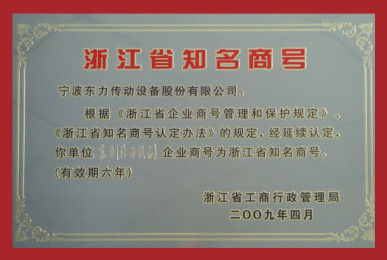 浙江省知名商号
宁波东力传动设备股份有限公司：
根据《浙江省企业商号管理和保护规定》、
《浙江省知名商号认定办法》的规定，经延续认定，
你单位 企业商号为浙江省知名商号。
(有效期六年)
浙江省工商行政管理局
二〇〇九年四月